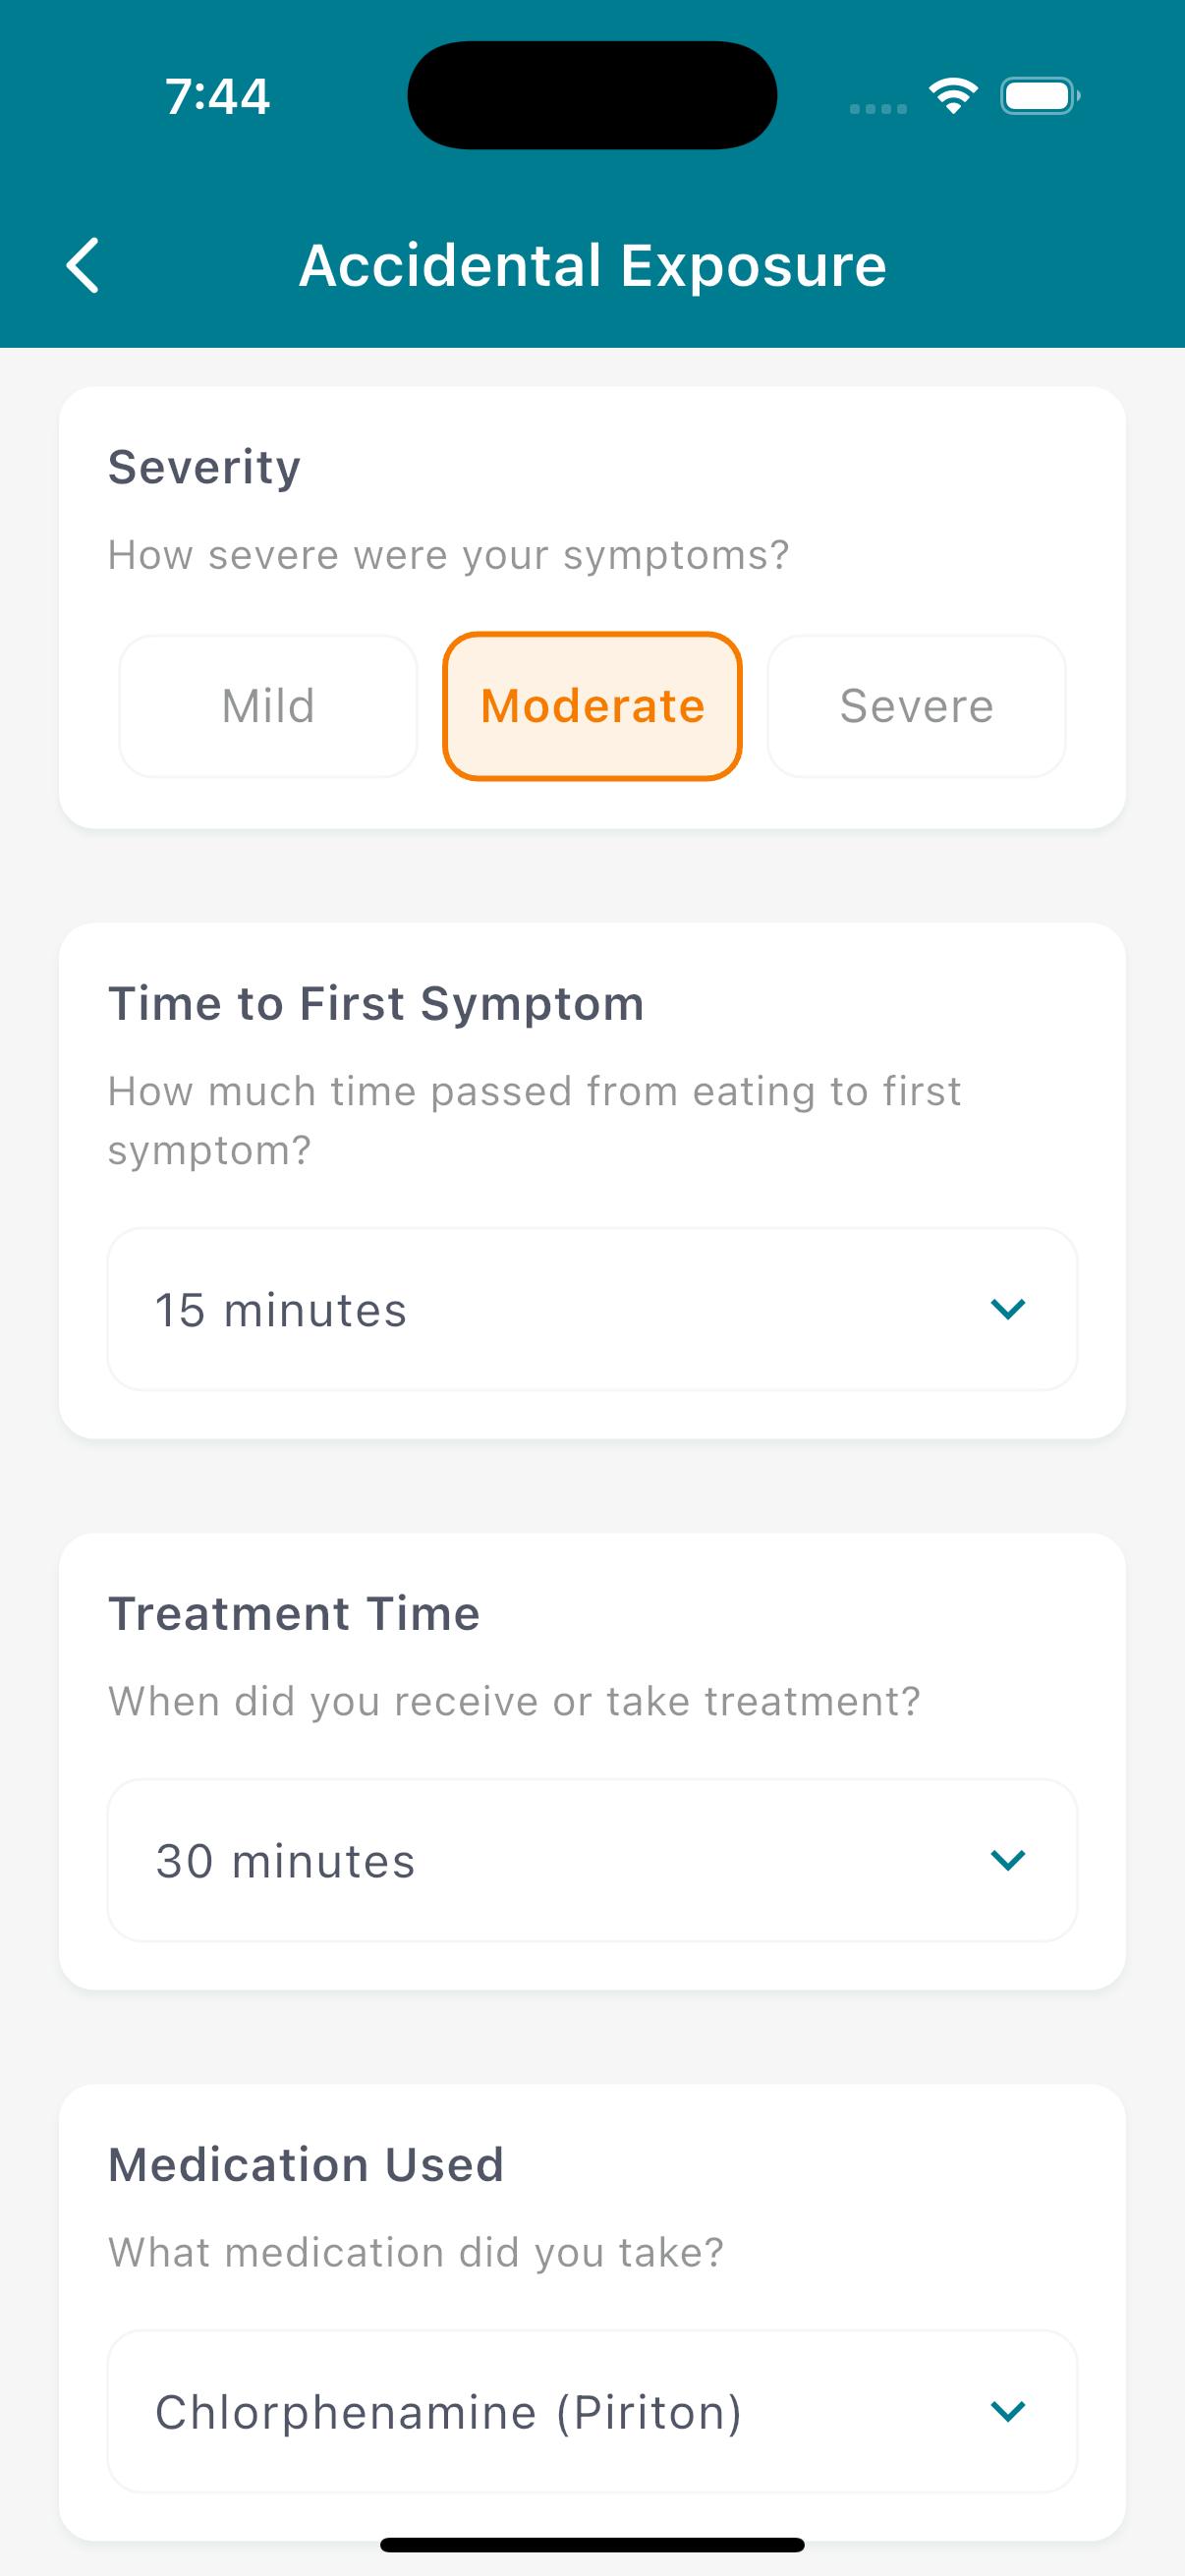 7:44
Accidental Exposure
Severity
How severe were your symptoms?
Mild
Moderate
Severe
Time to First Symptom
How much time passed from eating to first
symptom?
15 minutes
Treatment Time
When did you receive or take treatment?
30 minutes
Medication Used
What medication did you take?
Chlorphenamine (Piriton)